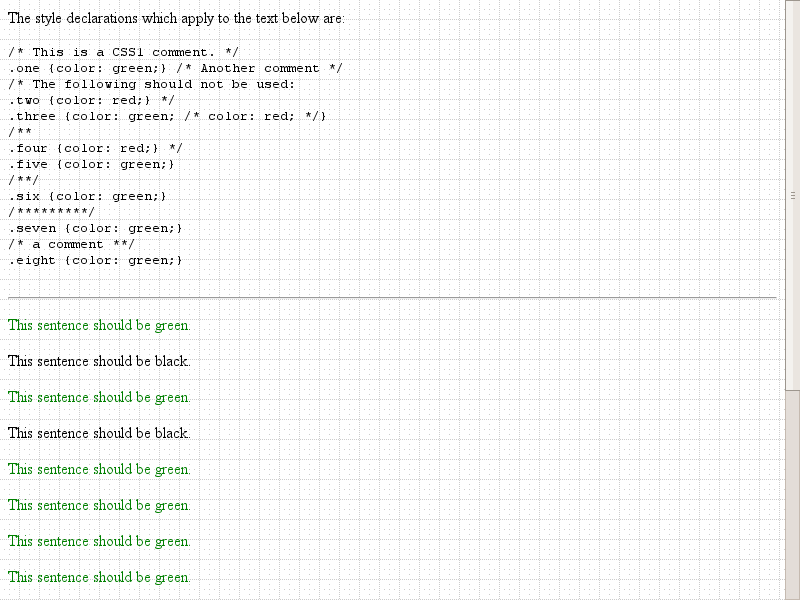 The style declarations which apply to the text below are:
/* This is a CSS1 comment. */
.one {color: green;} /* Another comment */
/* The following should not be used:
.two {color: red;} */
.three {color: green; /* color: red; */}
/**
.four {color: red;} */
.five {color: green;}
/**/
.six {color: green;}
/*********/
.seven {color: green;}
/* a comment **/
.eight {color: green;}
This sentence should be green.
This sentence should be black.
This sentence should be green.
This sentence should be black.
This sentence should be green.
This sentence should be green.
This sentence should be green.
This sentence should be green.